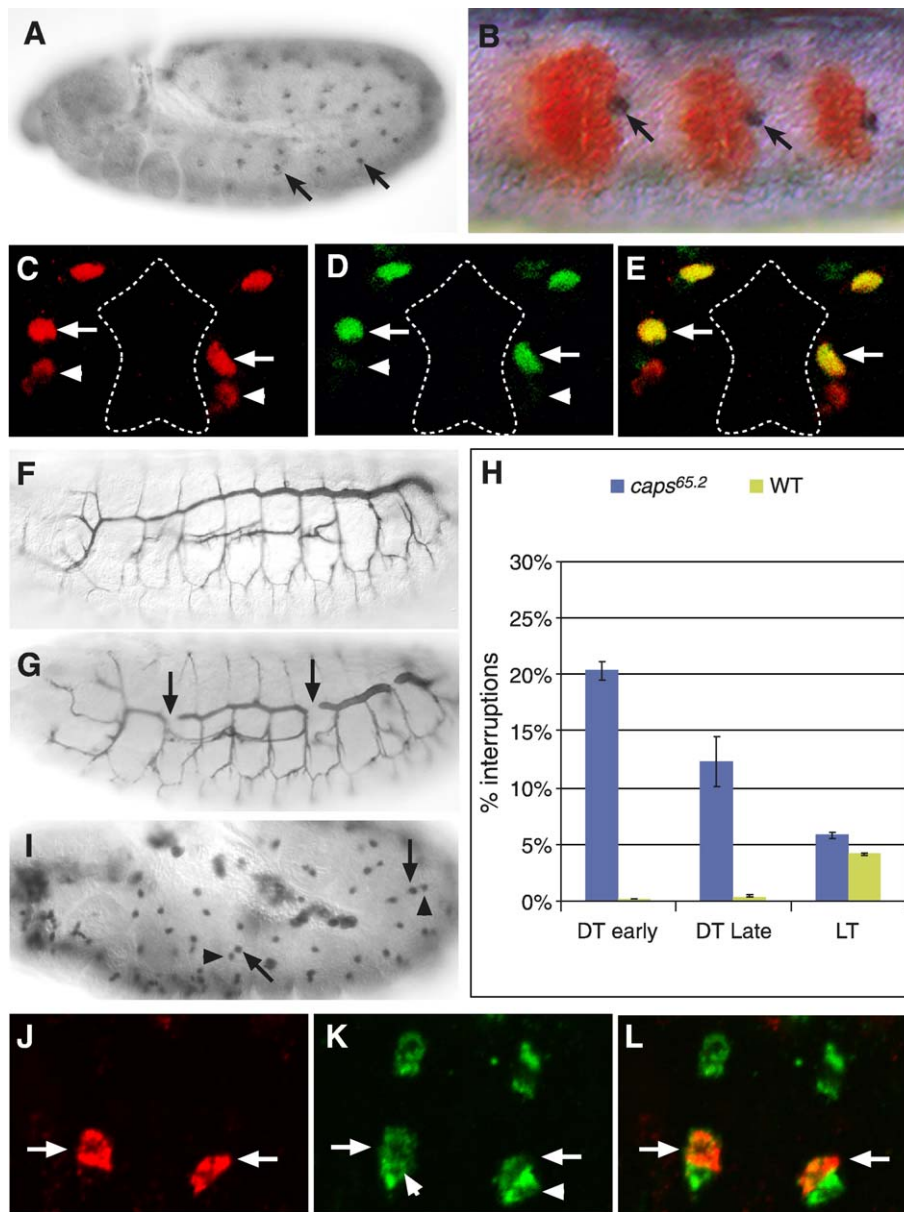 A
B
C
D
E
F
H
caps65.2
WT
G
30%
25%
20%
15%
10%
5%
0%
% interruptions
DT early
DT Late
LT
I
J
K
L